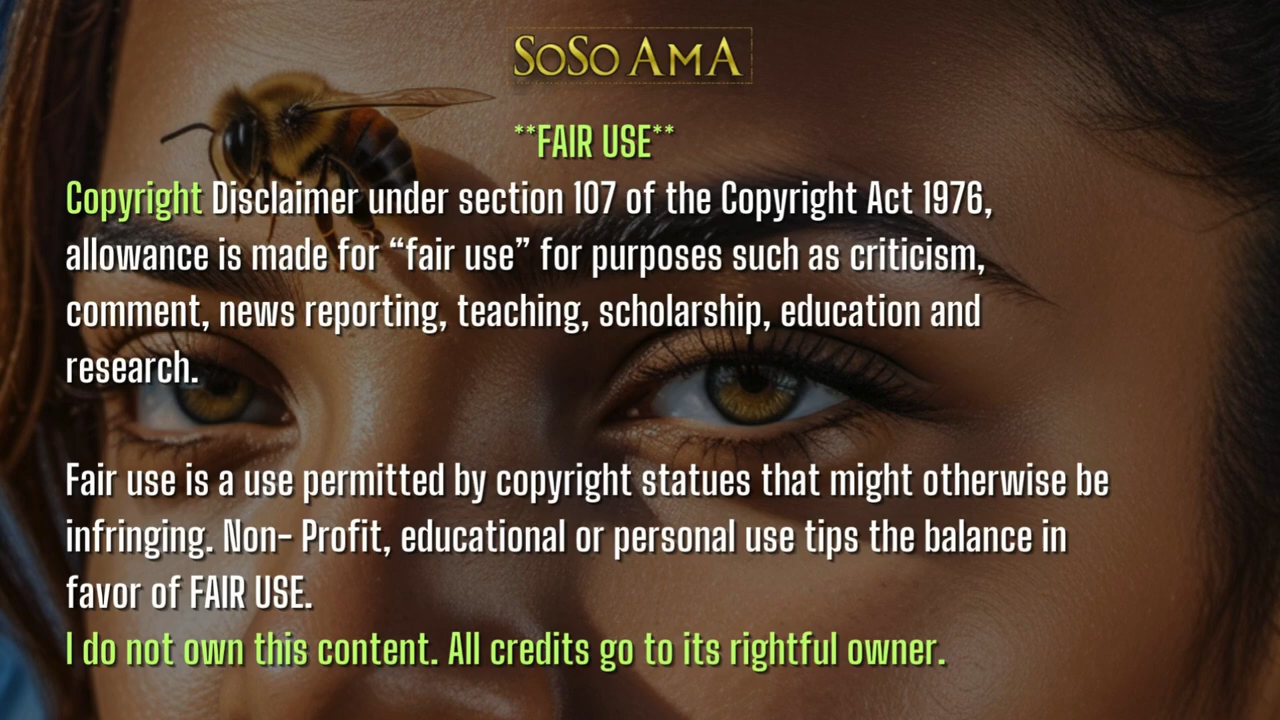 SoSo AmA
**FAIR USE**
Copyright Disclaimer under section 107 of the Copyright Act 1976,
allowance is made for “fair use” for purposes such as criticism,
comment, news reporting, teaching, scholarship, education and
research.
Fair use is a use permitted by copyright statues that might otherwise be
infringing. Non- Profit, educational or personal use tips the balance in
favor of FAIR USE.
I do not own this content. All credits go to its rightful owner.